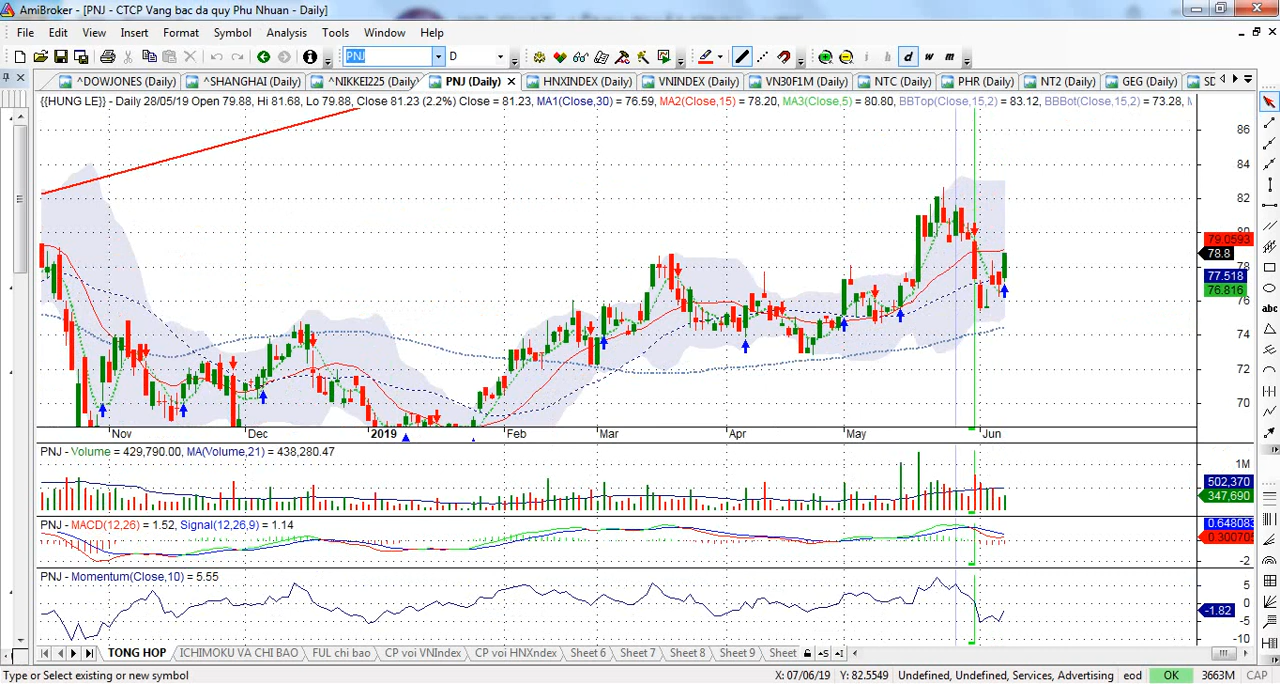 AmiBroker - [PNJ - CTCP Vang bac da quy Phu Nhuan - Daily]
File Edit View Insert Format Symbol Analysis Tools Window Help
PNJ D i h d w m
^DOWJONES (Daily) ^SHANGHAI (Daily) ^NIKKEI225 (Daily) PNJ (Daily) HNXINDEX (Daily) VNINDEX (Daily) VN30F1M (Daily) NTC (Daily) PHR (Daily) NT2 (Daily) GEG (Daily) SD
{{HUNG LE}} - Daily 28/05/19 Open 79.88, Hi 81.68, Lo 79.88, Close 81.23 (2.2%) Close = 81.23, MA1(Close,30) = 76.59, MA2(Close,15) = 78.20, MA3(Close,5) = 80.80, BBTop(Close,15,2) = 83.12, BBBot(Close,15,2) = 73.28,
86
84
82
80
79.0593
78.8
78
77.518
76.816
76
74
72
70
abc
Nov Dec 2019 Feb Mar Apr May Jun
PNJ - Volume = 429,790.00, MA(Volume,21) = 438,280.47
1M
502,370
347,690
PNJ - MACD(12,26) = 1.52, Signal(12,26,9) = 1.14
0.648083
0.300705
-2
PNJ - Momentum(Close,10) = 5.55
5
0
-1.82
-5
-10
TONG HOP ICHIMOKU VÀ CHI BAO FUL chi bao CP voi VNIndex CP voi HNXndex Sheet 6 Sheet 7 Sheet 8 Sheet 9 Sheet
Type or Select existing or new symbol X: 07/06/19 Y: 82.5549 Undefined, Undefined, Services, Advertising eod OK 3663M CAP